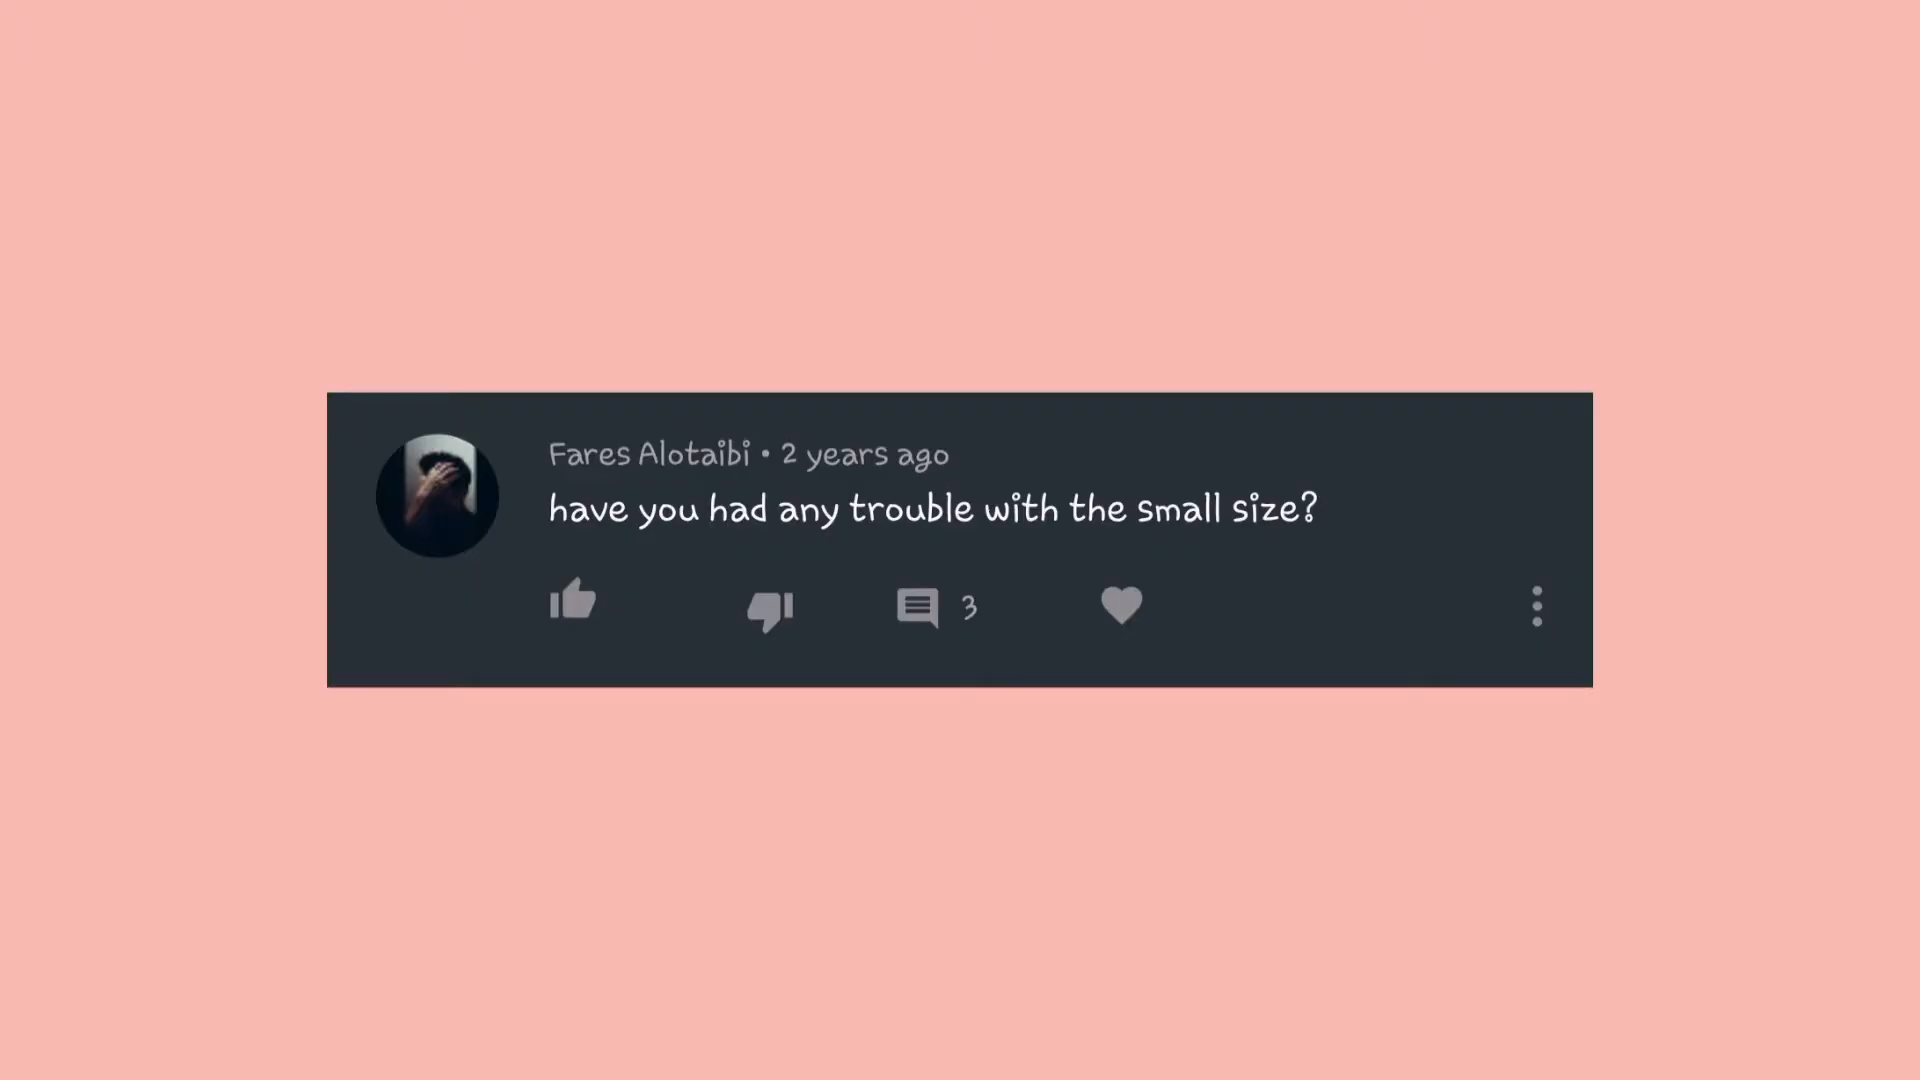 Fares Alotaibi • 2 years ago
have you had any trouble with the small size?
3